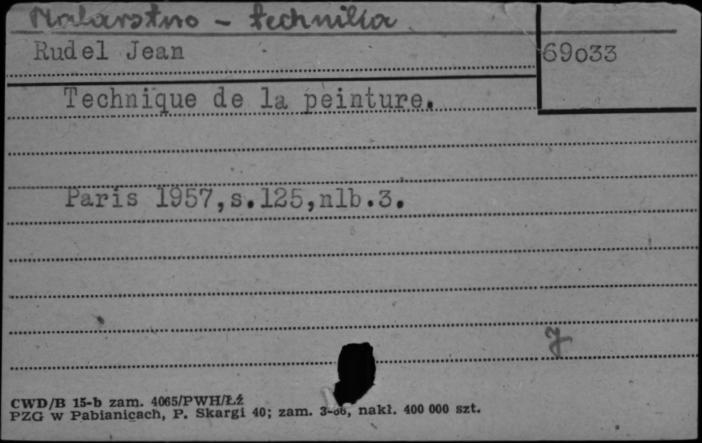 Malarstwo - technika
Rudel Jean
69033
Technique de la peinture.
Paris 1957,s.125,nlb.3.
J
CWD/B 15-b zam. 4065/PWH/Łź
PZG w Pabianicach, P. Skargi 40; zam. 3-66, nakł. 400 000 szt.